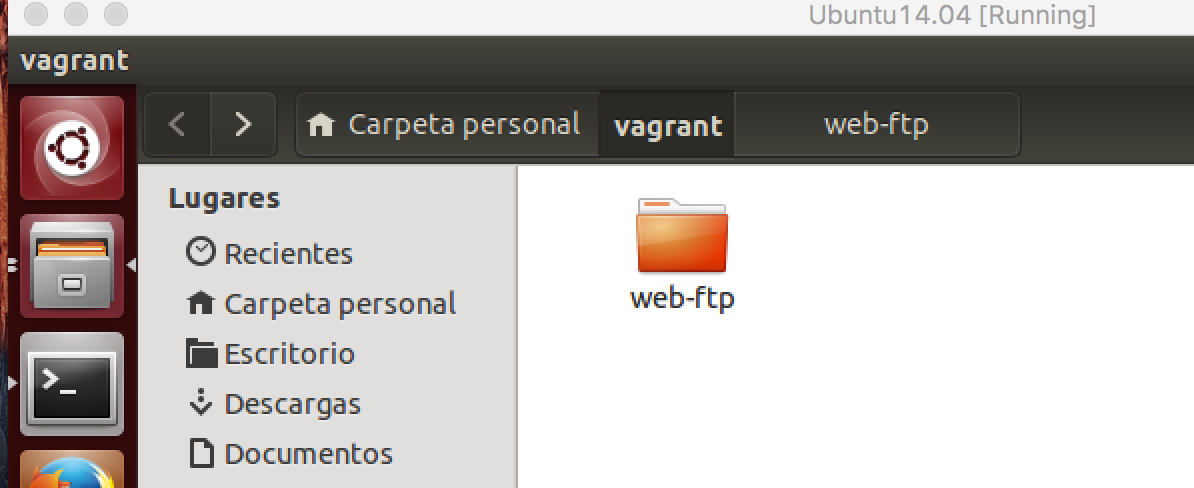 Ubuntu14.04 [Running]
vagrant
Carpeta personal vagrant web-ftp
Lugares
Recientes
Carpeta personal
Escritorio
Descargas
Documentos
web-ftp